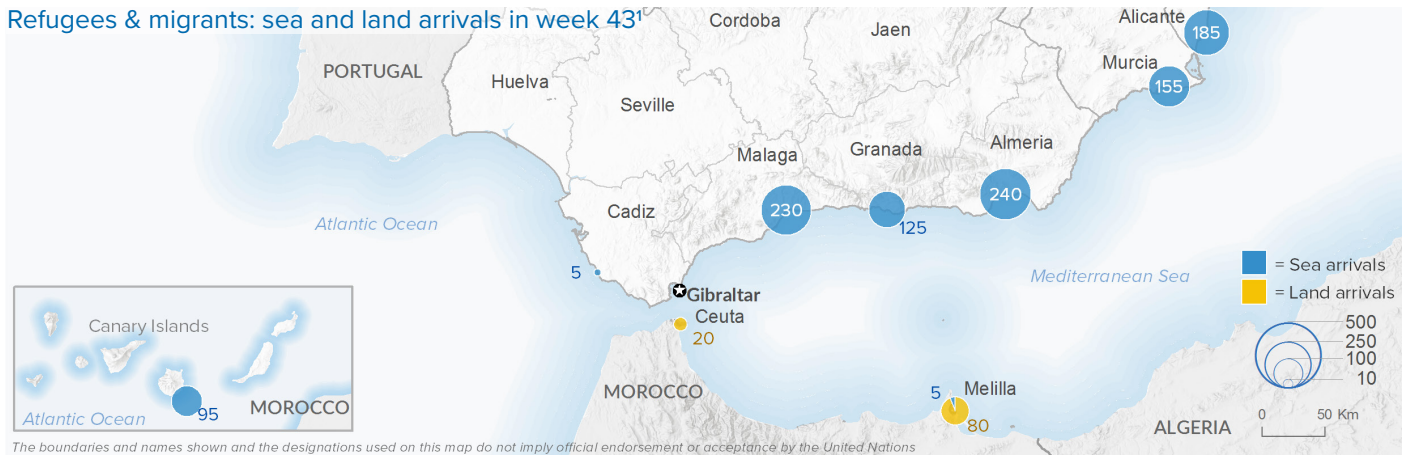 Refugees & migrants: sea and land arrivals in week 43¹
Cordoba
Jaen
Alicante
185
PORTUGAL
Huelva
Murcia
155
Seville
Malaga
Granada
Almeria
Cadiz
230
125
240
Atlantic Ocean
5
Mediterranean Sea
= Sea arrivals
= Land arrivals
Gibraltar
Ceuta
20
500
250
100
10
Canary Islands
95
MOROCCO
Atlantic Ocean
MOROCCO
5
Melilla
80
0 50 Km
ALGERIA
The boundaries and names shown and the designations used on this map do not imply official endorsement or acceptance by the United Nations